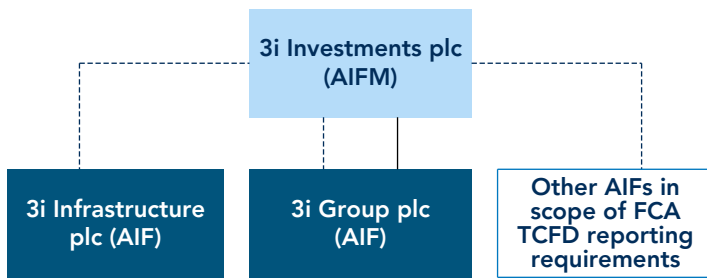 3i Investments plc
(AIFM)
3i Infrastructure
plc (AIF)
3i Group plc
(AIF)
Other AIFs in
scope of FCA
TCFD reporting
requirements